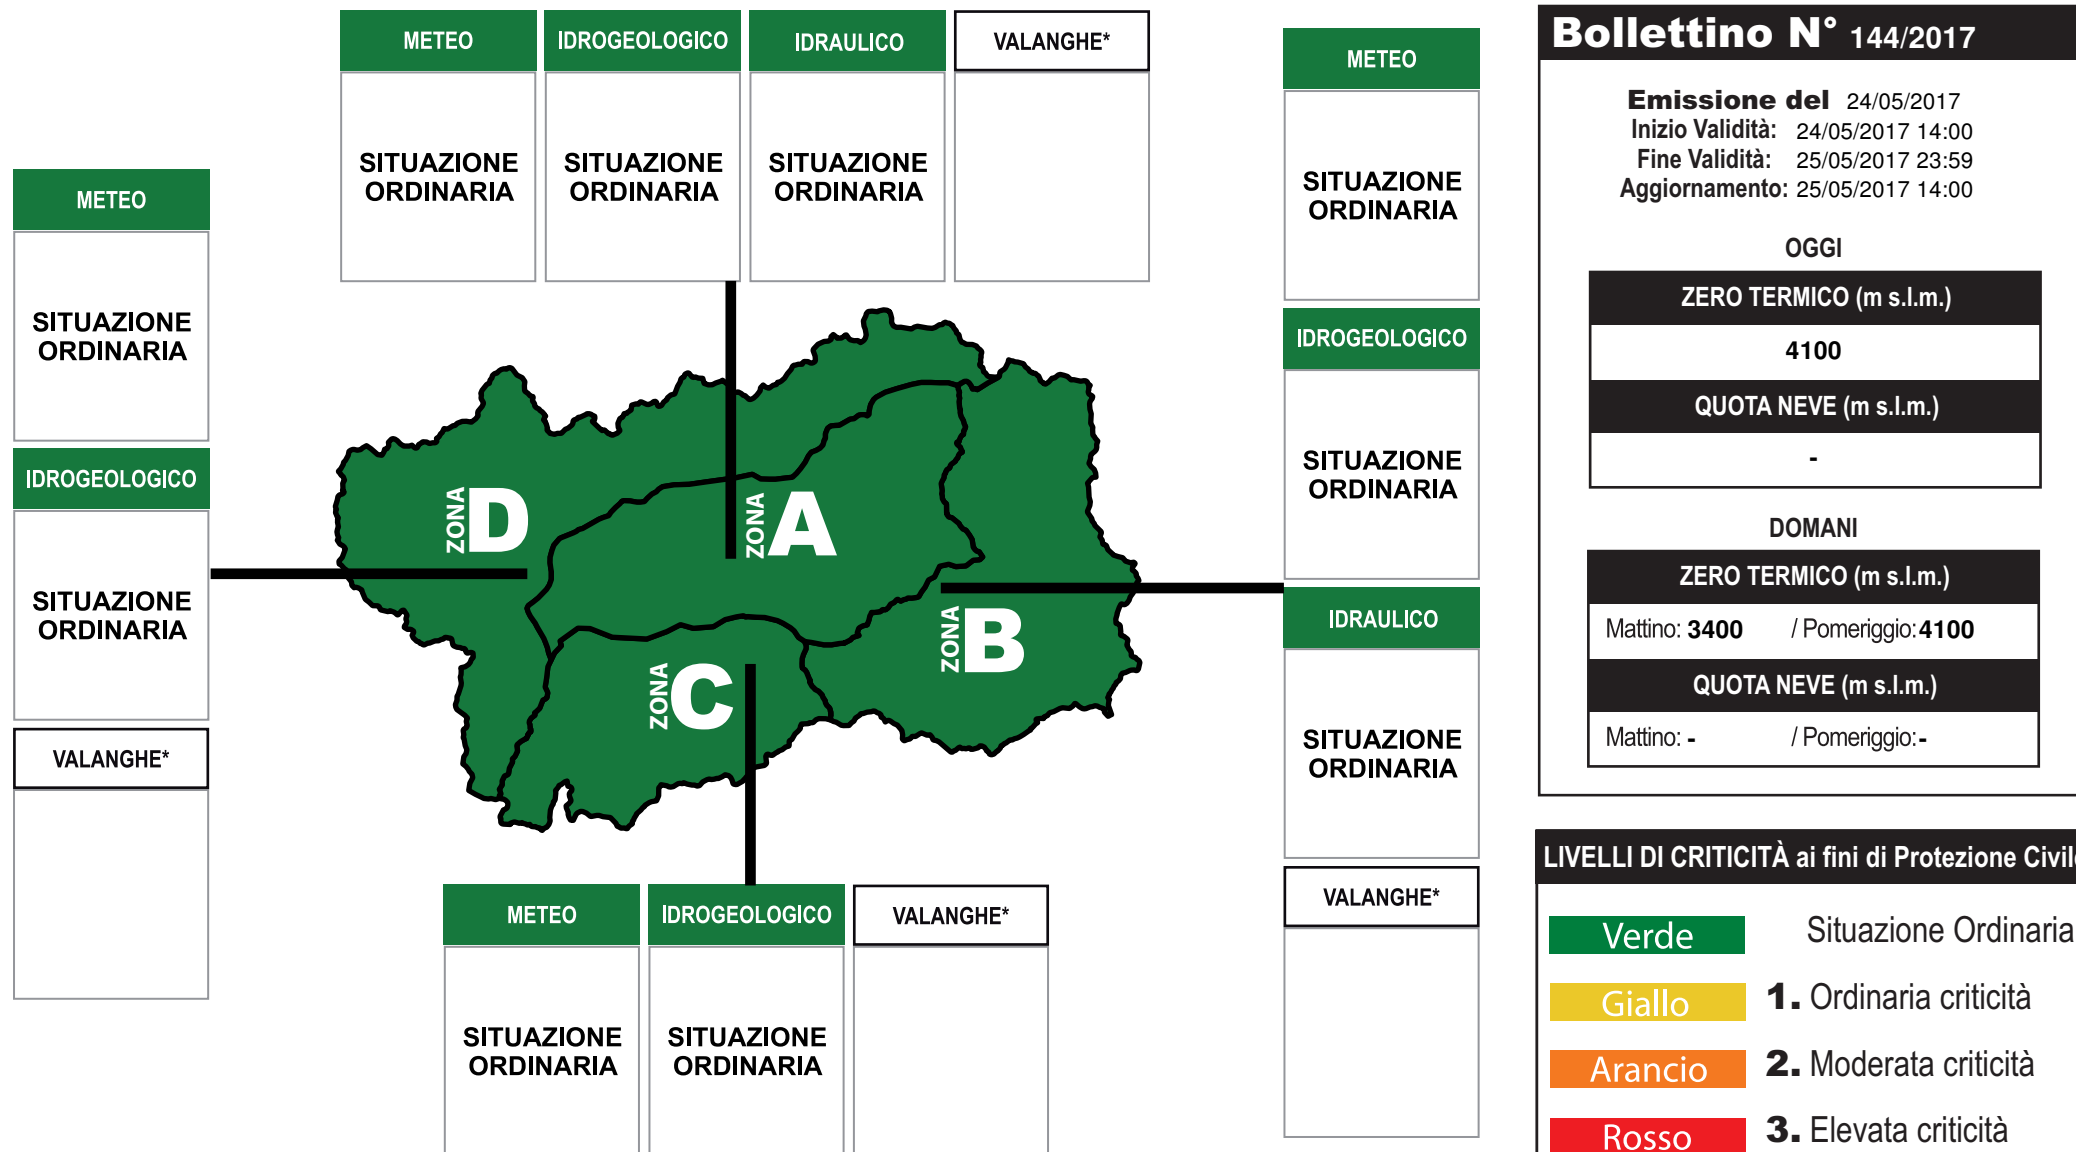 METEO
IDROGEOLOGICO
IDRAULICO
VALANGHE*
SITUAZIONE
ORDINARIA
SITUAZIONE
ORDINARIA
SITUAZIONE
ORDINARIA
METEO
SITUAZIONE
ORDINARIA
IDROGEOLOGICO
SITUAZIONE
ORDINARIA
VALANGHE*
ZONA D
ZONA A
ZONA B
ZONA C
METEO
SITUAZIONE
ORDINARIA
IDROGEOLOGICO
SITUAZIONE
ORDINARIA
IDRAULICO
SITUAZIONE
ORDINARIA
VALANGHE*
METEO
IDROGEOLOGICO
VALANGHE*
SITUAZIONE
ORDINARIA
SITUAZIONE
ORDINARIA
Bollettino N° 144/2017
Emissione del 24/05/2017
Inizio Validità: 24/05/2017 14:00
Fine Validità: 25/05/2017 23:59
Aggiornamento: 25/05/2017 14:00
OGGI
ZERO TERMICO (m s.l.m.)
4100
QUOTA NEVE (m s.l.m.)
-
DOMANI
ZERO TERMICO (m s.l.m.)
Mattino: 3400 / Pomeriggio: 4100
QUOTA NEVE (m s.l.m.)
Mattino: - / Pomeriggio: -
LIVELLI DI CRITICITÀ ai fini di Protezione Civil
Verde Situazione Ordinaria
Giallo 1. Ordinaria criticità
Arancio 2. Moderata criticità
Rosso 3. Elevata criticità